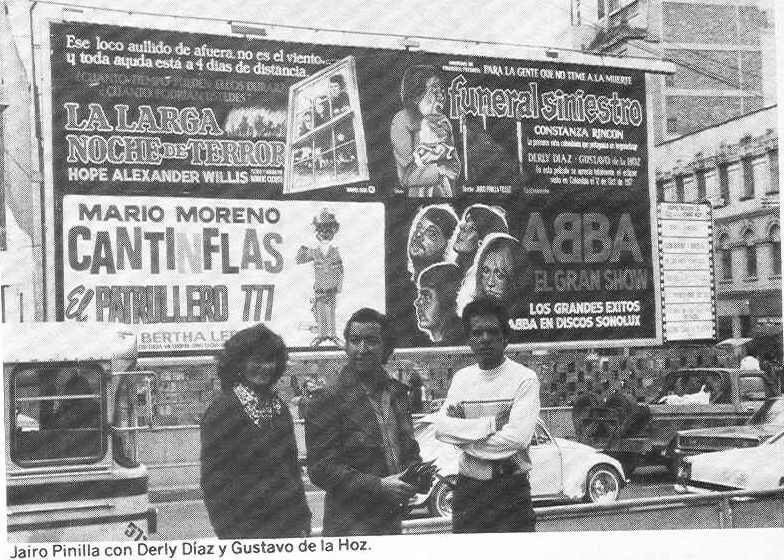 Ese loco aullido de afuera no es el viento...
y toda ayuda está a 4 días de distancia
LA LARGA
NOCHE DE TERROR
HOPE ALEXANDER WILLIS
PARA LA GENTE QUE NO TEME A LA MUERTE
funeral siniestro
CONSTANZA RINCON
DERLY DIAZ - GUSTAVO de la HOZ
MARIO MORENO
CANTINFLAS
El PATRULLERO 777
BERTHA
ABBA
EL GRAN SHOW
LOS GRANDES EXITOS
ABBA EN DISCOS SONOLUX
Jairo Pinilla con Derly Díaz y Gustavo de la Hoz.